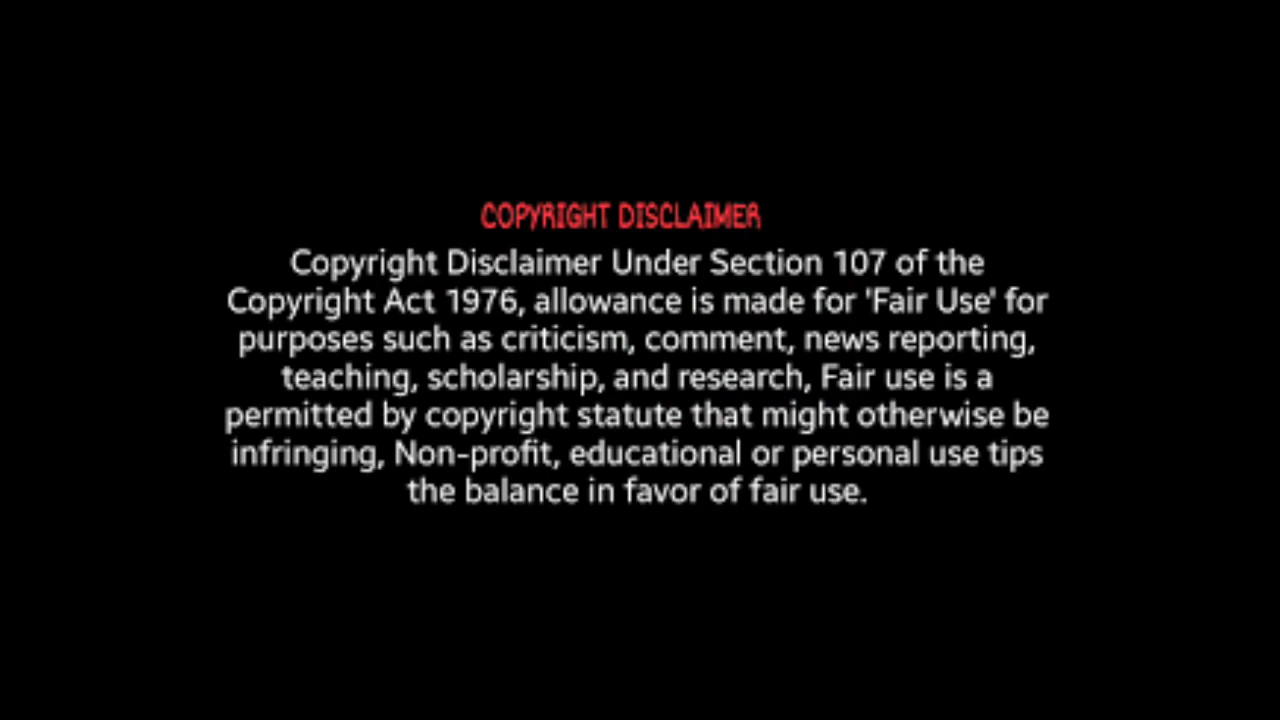 COPYRIGHT DISCLAIMER
Copyright Disclaimer Under Section 107 of the
Copyright Act 1976, allowance is made for 'Fair Use' for
purposes such as criticism, comment, news reporting,
teaching, scholarship, and research, Fair use is a
permitted by copyright statute that might otherwise be
infringing, Non-profit, educational or personal use tips
the balance in favor of fair use.